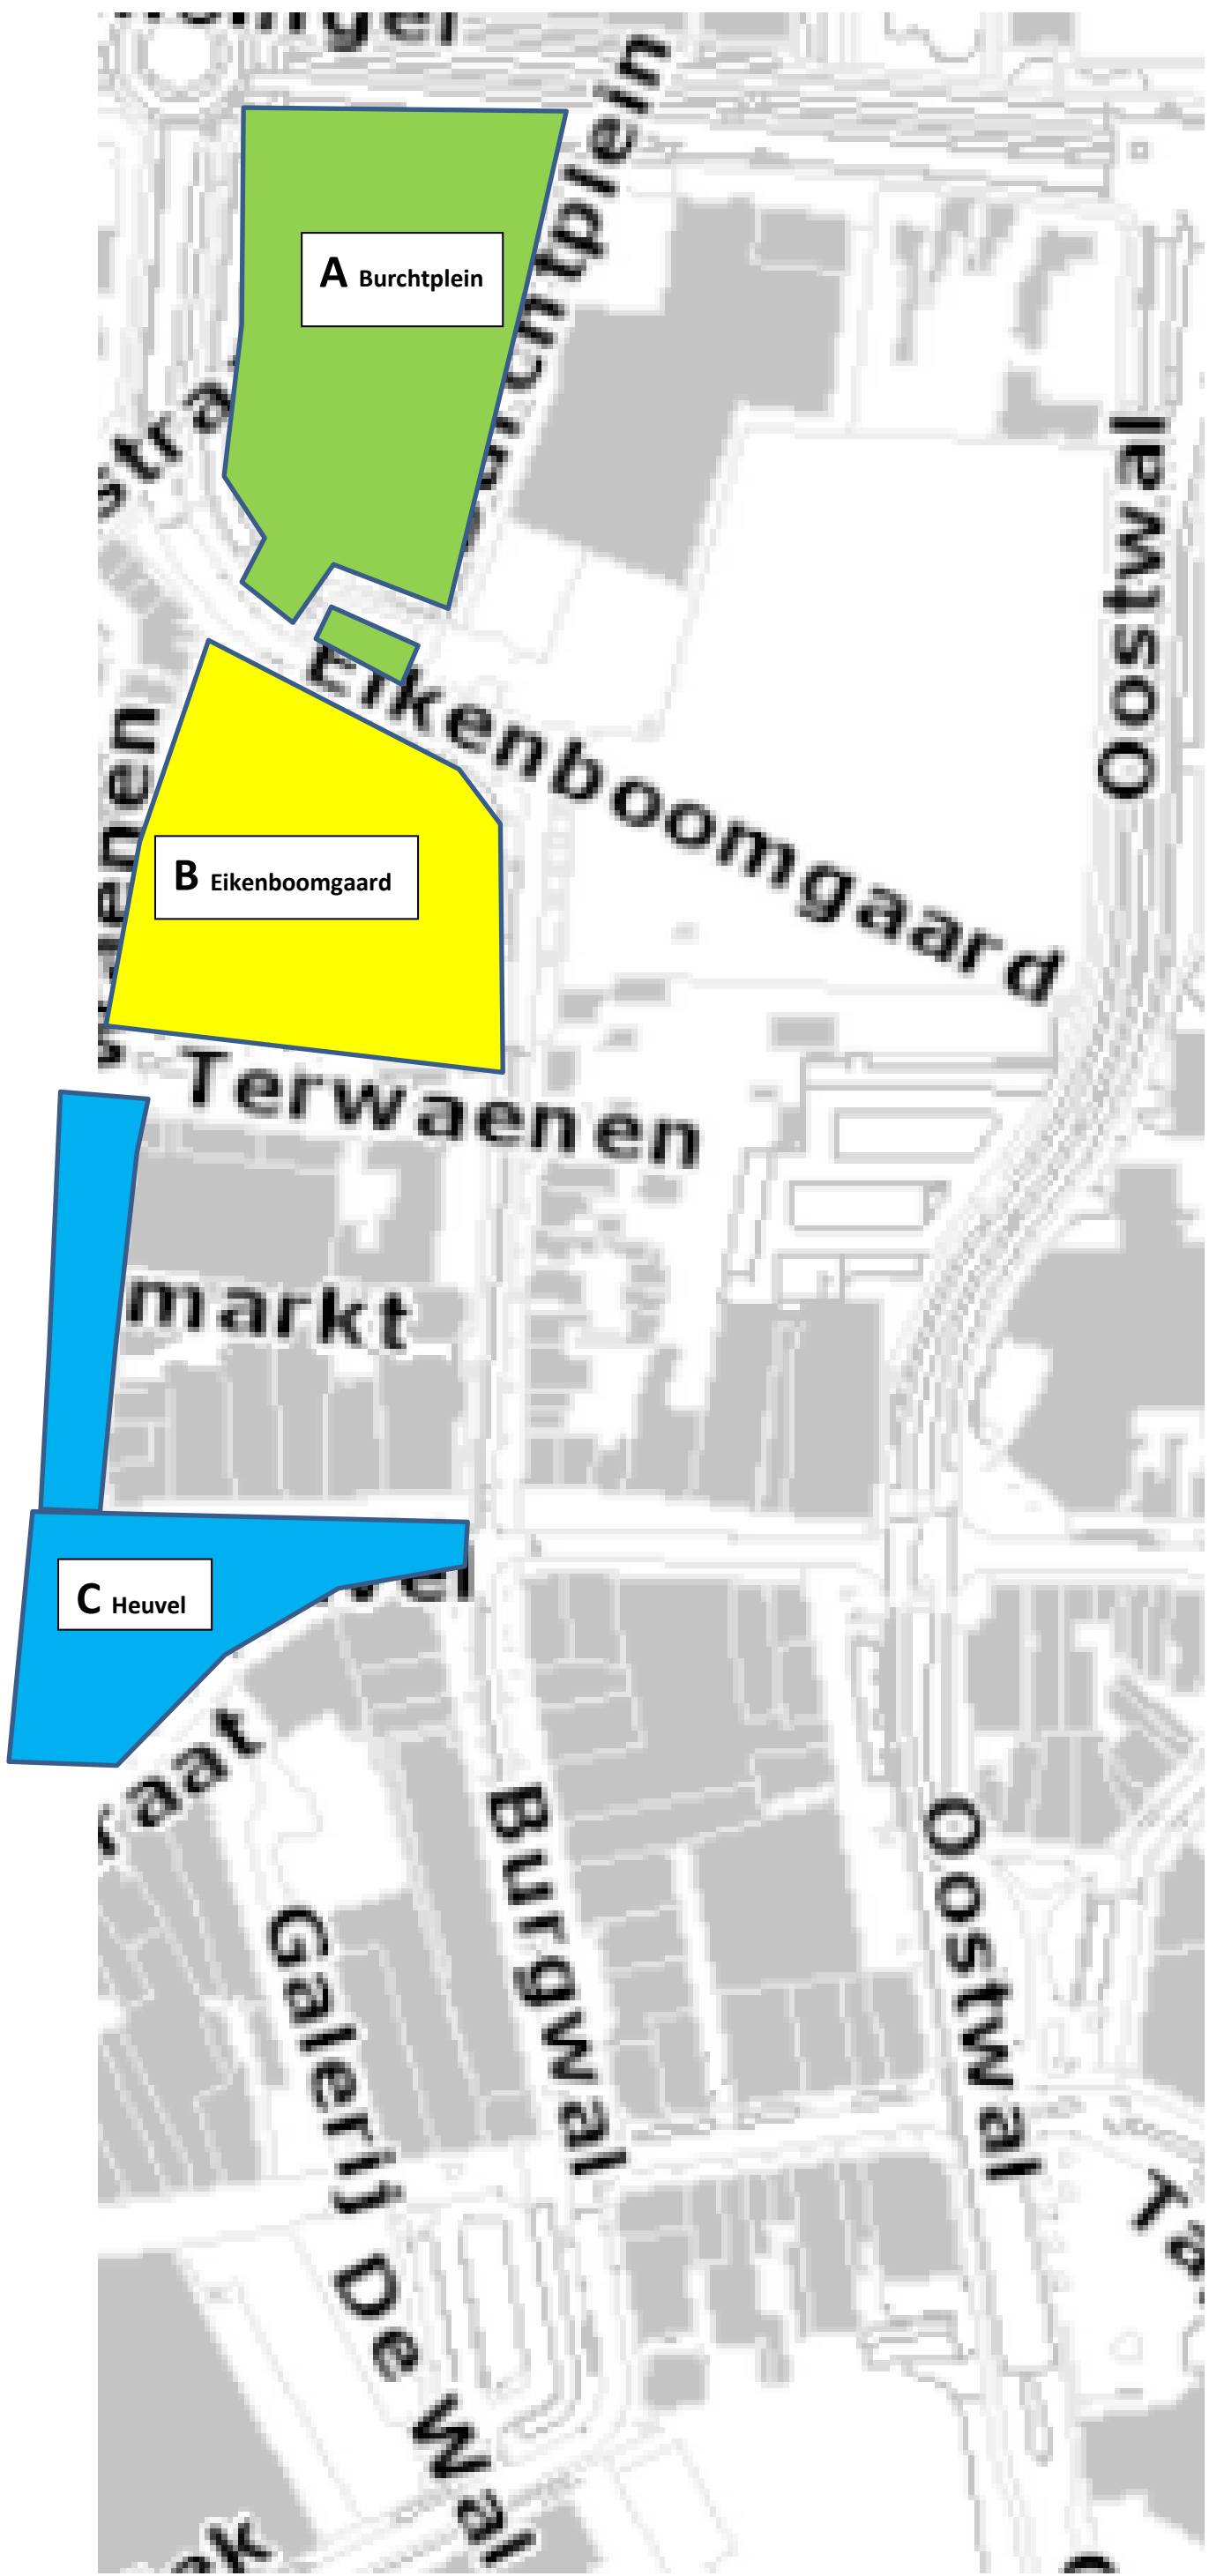 A Burchtplein
Oostwal
Eikenboomgaard
B Eikenboomgaard
Terwaenen
markt
C Heuvel
Burgwal
Oostwal
Galerij
De Wal